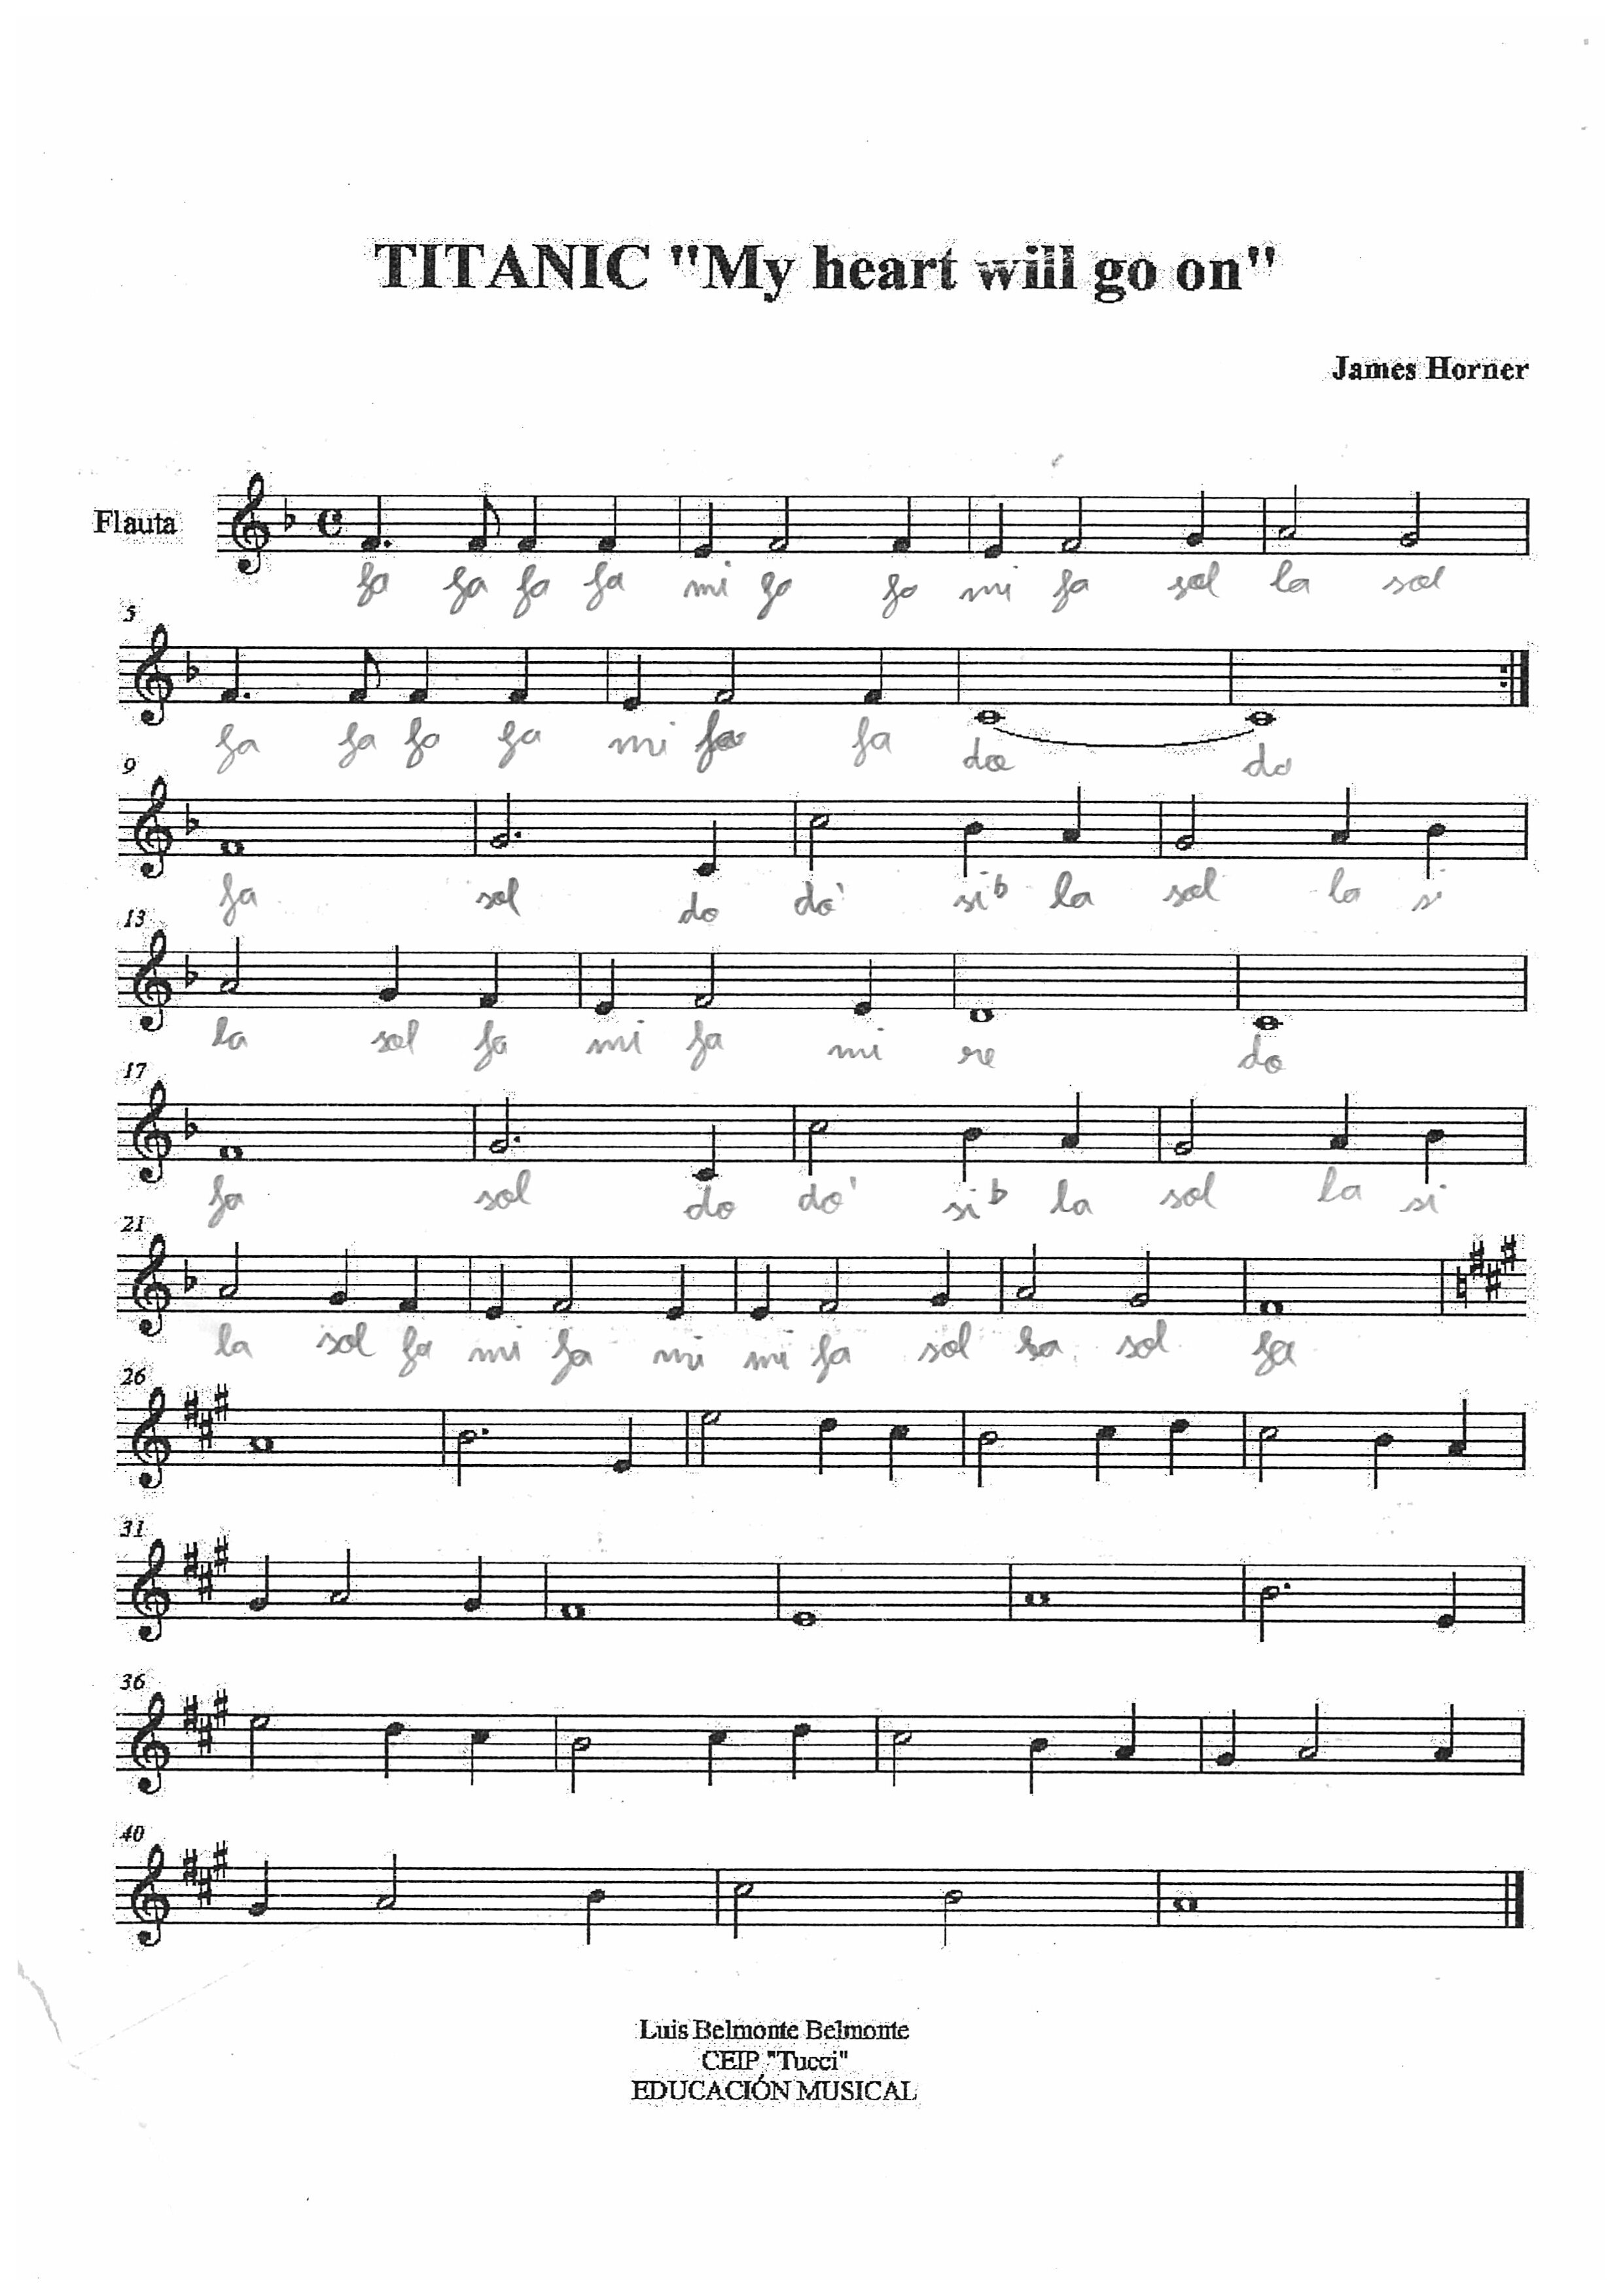 TITANIC "My heart will go on"
James Horner
Flauta
fa fa fa fa mi fa fa mi fa sol la sol
5
fa fa fa fa mi fa fa do do
9
fa sol do do' si b la sol la si
13
la sol fa mi fa mi re do
17
fa sol do do' si b la sol la si
21
la sol fa mi fa mi mi fa sol la sol fa
26
31
36
40
Luis Belmonte Belmonte
CEIP "Tucci"
EDUCACIÓN MUSICAL